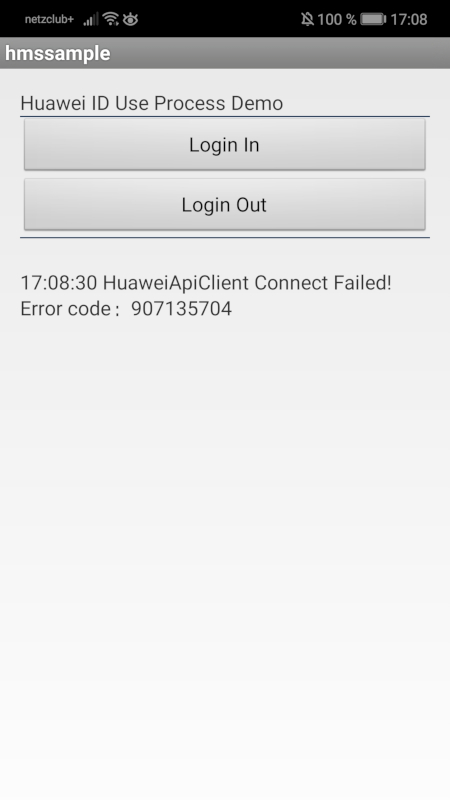 netzclub+ 100 % 17:08
hmssample
Huawei ID Use Process Demo
Login In
Login Out
17:08:30 HuaweiApiClient Connect Failed!
Error code： 907135704